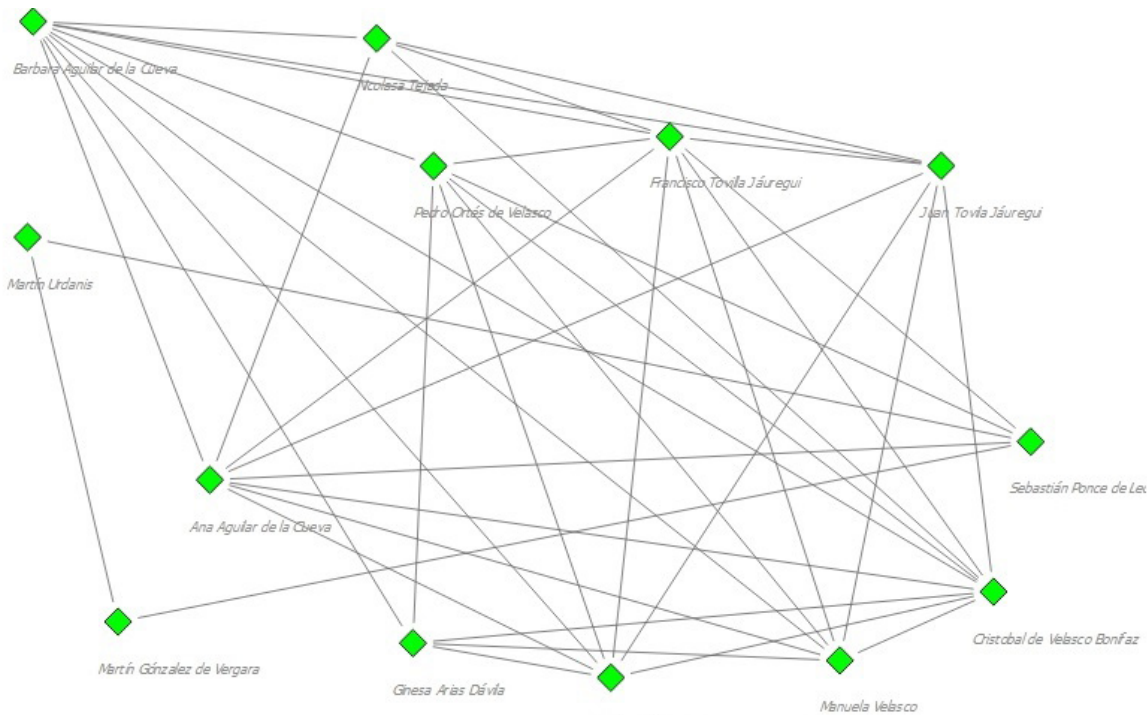 Barbara Aguilar de la Cueva
Nicolasa Tejada
Francisco Tovilla Jáuregui
Pedro Ortés de Velasco
Juan Tovilla Jáuregui
Martín Urdanis
Sebastián Ponce de Leo
Ana Aguilar de la Cueva
Cristobal de Velasco Bonifaz
Martín Gónzalez de Vergara
Ginesa Arias Dávila
Manuela Velasco